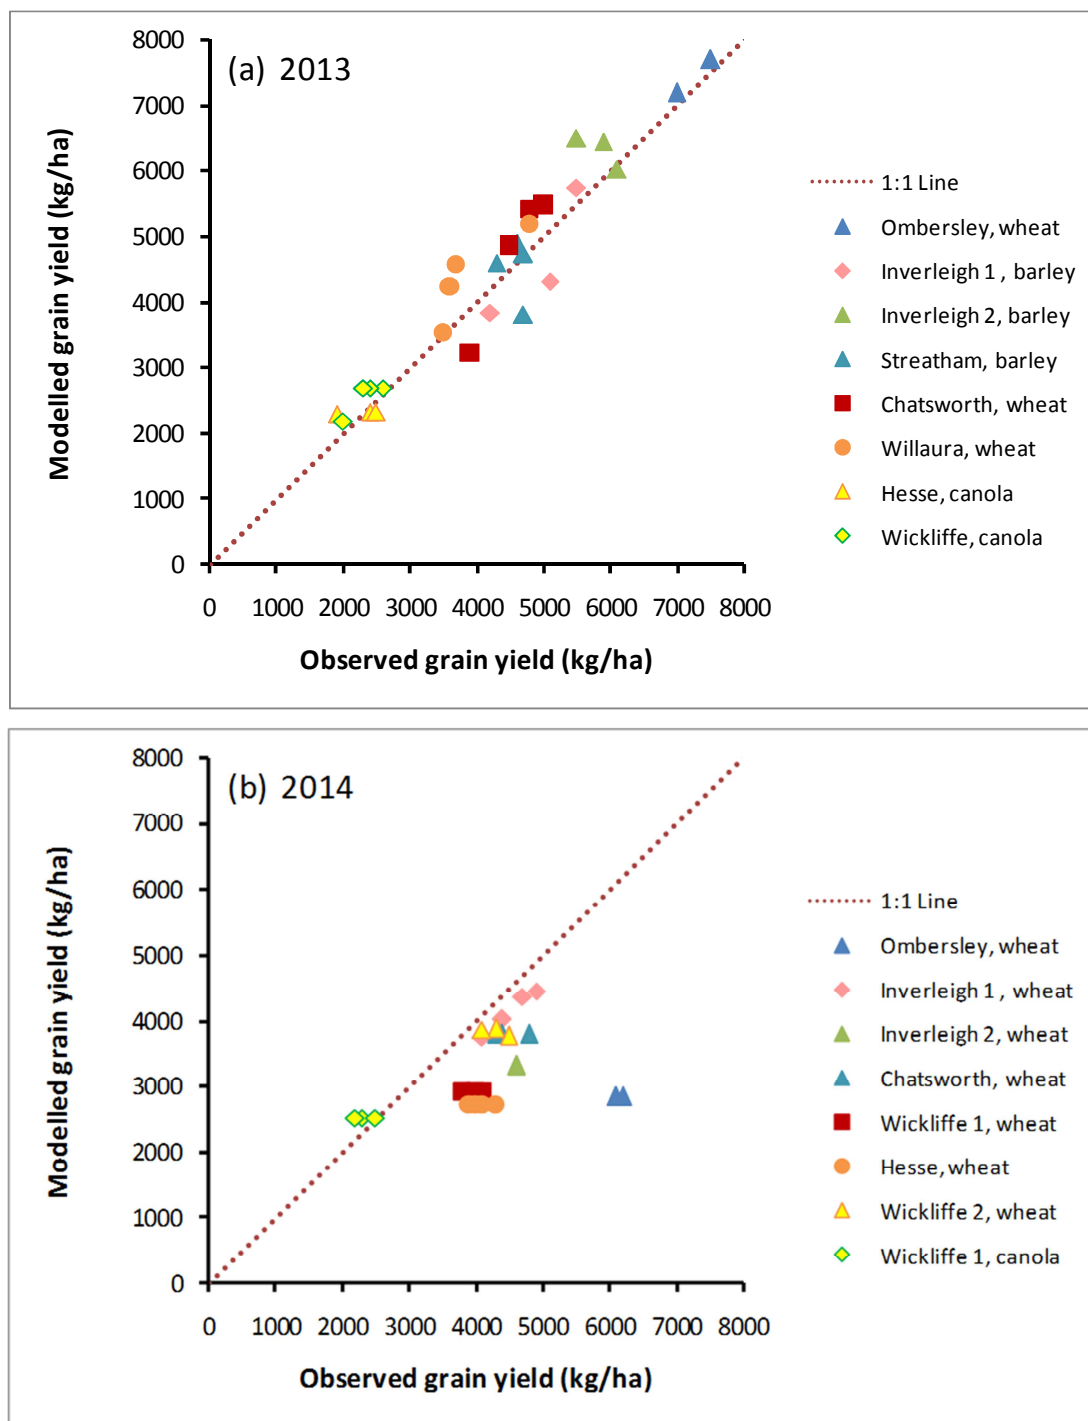 (a) 2013
Modelled grain yield (kg/ha)
8000
7000
6000
5000
4000
3000
2000
1000
0
0 1000 2000 3000 4000 5000 6000 7000 8000
Observed grain yield (kg/ha)
1:1 Line
Ombersley, wheat
Inverleigh 1 , barley
Inverleigh 2, barley
Streatham, barley
Chatsworth, wheat
Willaura, wheat
Hesse, canola
Wickliffe, canola
(b) 2014
Modelled grain yield (kg/ha)
8000
7000
6000
5000
4000
3000
2000
1000
0
0 1000 2000 3000 4000 5000 6000 7000 8000
Observed grain yield (kg/ha)
1:1 Line
Ombersley, wheat
Inverleigh 1 , wheat
Inverleigh 2, wheat
Chatsworth, wheat
Wickliffe 1, wheat
Hesse, wheat
Wickliffe 2, wheat
Wickliffe 1, canola